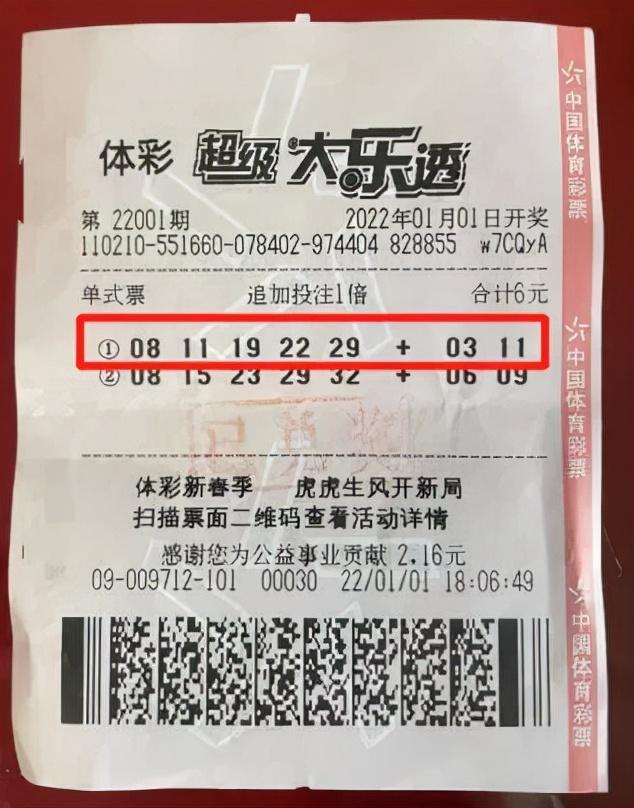 体彩 超级大乐透
第 22001期 2022年01月01日开奖
110210-551660-078402-974404 828855 w7CQyA
单式票 追加投注1倍 合计6元
① 08 11 19 22 29 + 03 11
② 08 15 23 29 32 + 06 09
体彩新春季 虎虎生风开新局
扫描票面二维码查看活动详情
感谢您为公益事业贡献 2.16元
09-009712-101 00030 22/01/01 18:06:49
中国体育彩票
中国体育彩票
中国体育彩票